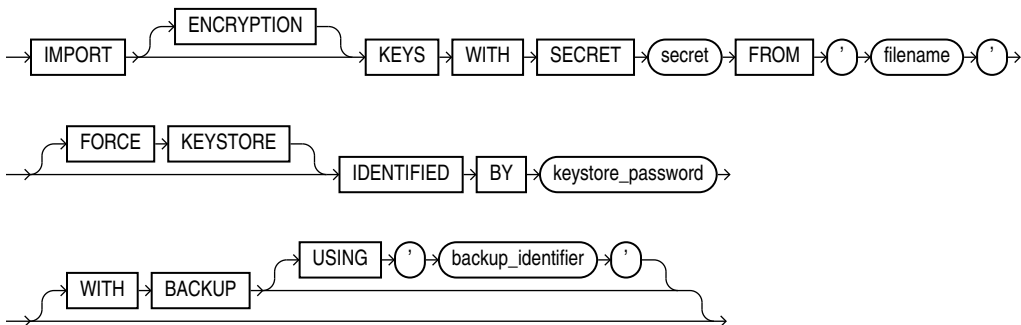 ENCRYPTION
IMPORT KEYS WITH SECRET secret FROM ' filename '
FORCE KEYSTORE
IDENTIFIED BY keystore_password
USING ' backup_identifier '
WITH BACKUP